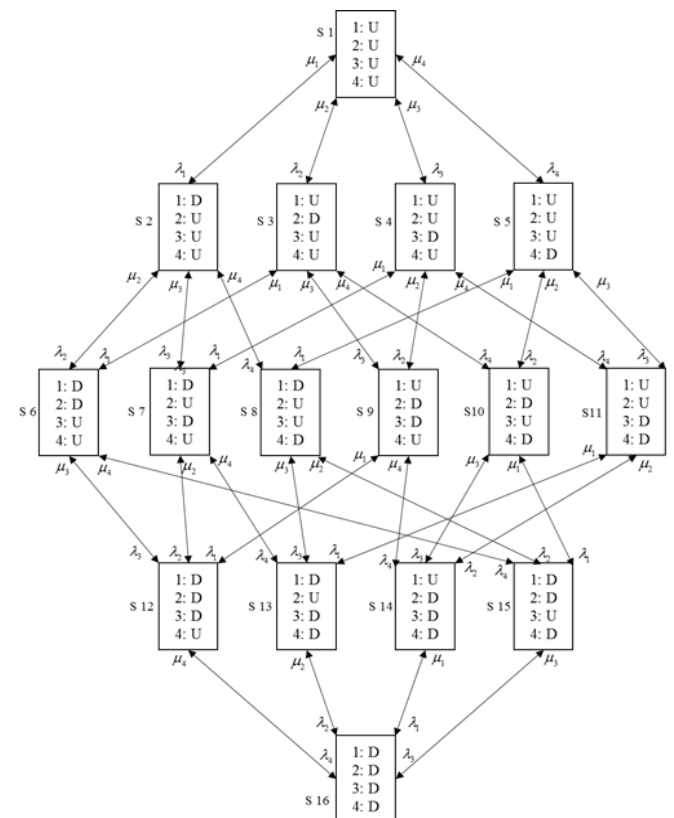 S 1
1: U
2: U
3: U
4: U
μ₁
μ₄
μ₂
μ₃
λ₁
λ₂
λ₃
λ₄
S 2
1: D
2: U
3: U
4: U
S 3
1: U
2: D
3: U
4: U
S 4
1: U
2: U
3: D
4: U
S 5
1: U
2: U
3: U
4: D
μ₂
μ₃
μ₄
μ₁
μ₃
μ₄
μ₁
μ₂
μ₄
μ₁
μ₂
μ₃
λ₂
λ₁
λ₃
λ₃
λ₁
λ₄
λ₁
λ₃
λ₂
λ₄
λ₂
λ₄
λ₃
S 6
1: D
2: D
3: U
4: U
S 7
1: D
2: U
3: D
4: U
S 8
1: D
2: U
3: U
4: D
S 9
1: U
2: D
3: D
4: U
S10
1: U
2: D
3: U
4: D
S11
1: U
2: U
3: D
4: D
μ₃
μ₄
μ₂
μ₄
μ₃
μ₂
μ₁
μ₄
μ₃
μ₁
μ₁
μ₂
λ₃
λ₂
λ₁
λ₄
λ₃
λ₁
λ₄
λ₃
λ₂
λ₄
λ₂
λ₁
S 12
1: D
2: D
3: D
4: U
S 13
1: D
2: U
3: D
4: D
S 14
1: U
2: D
3: D
4: D
S 15
1: D
2: D
3: U
4: D
μ₄
μ₂
μ₁
μ₃
λ₄
λ₂
λ₁
λ₃
S 16
1: D
2: D
3: D
4: D